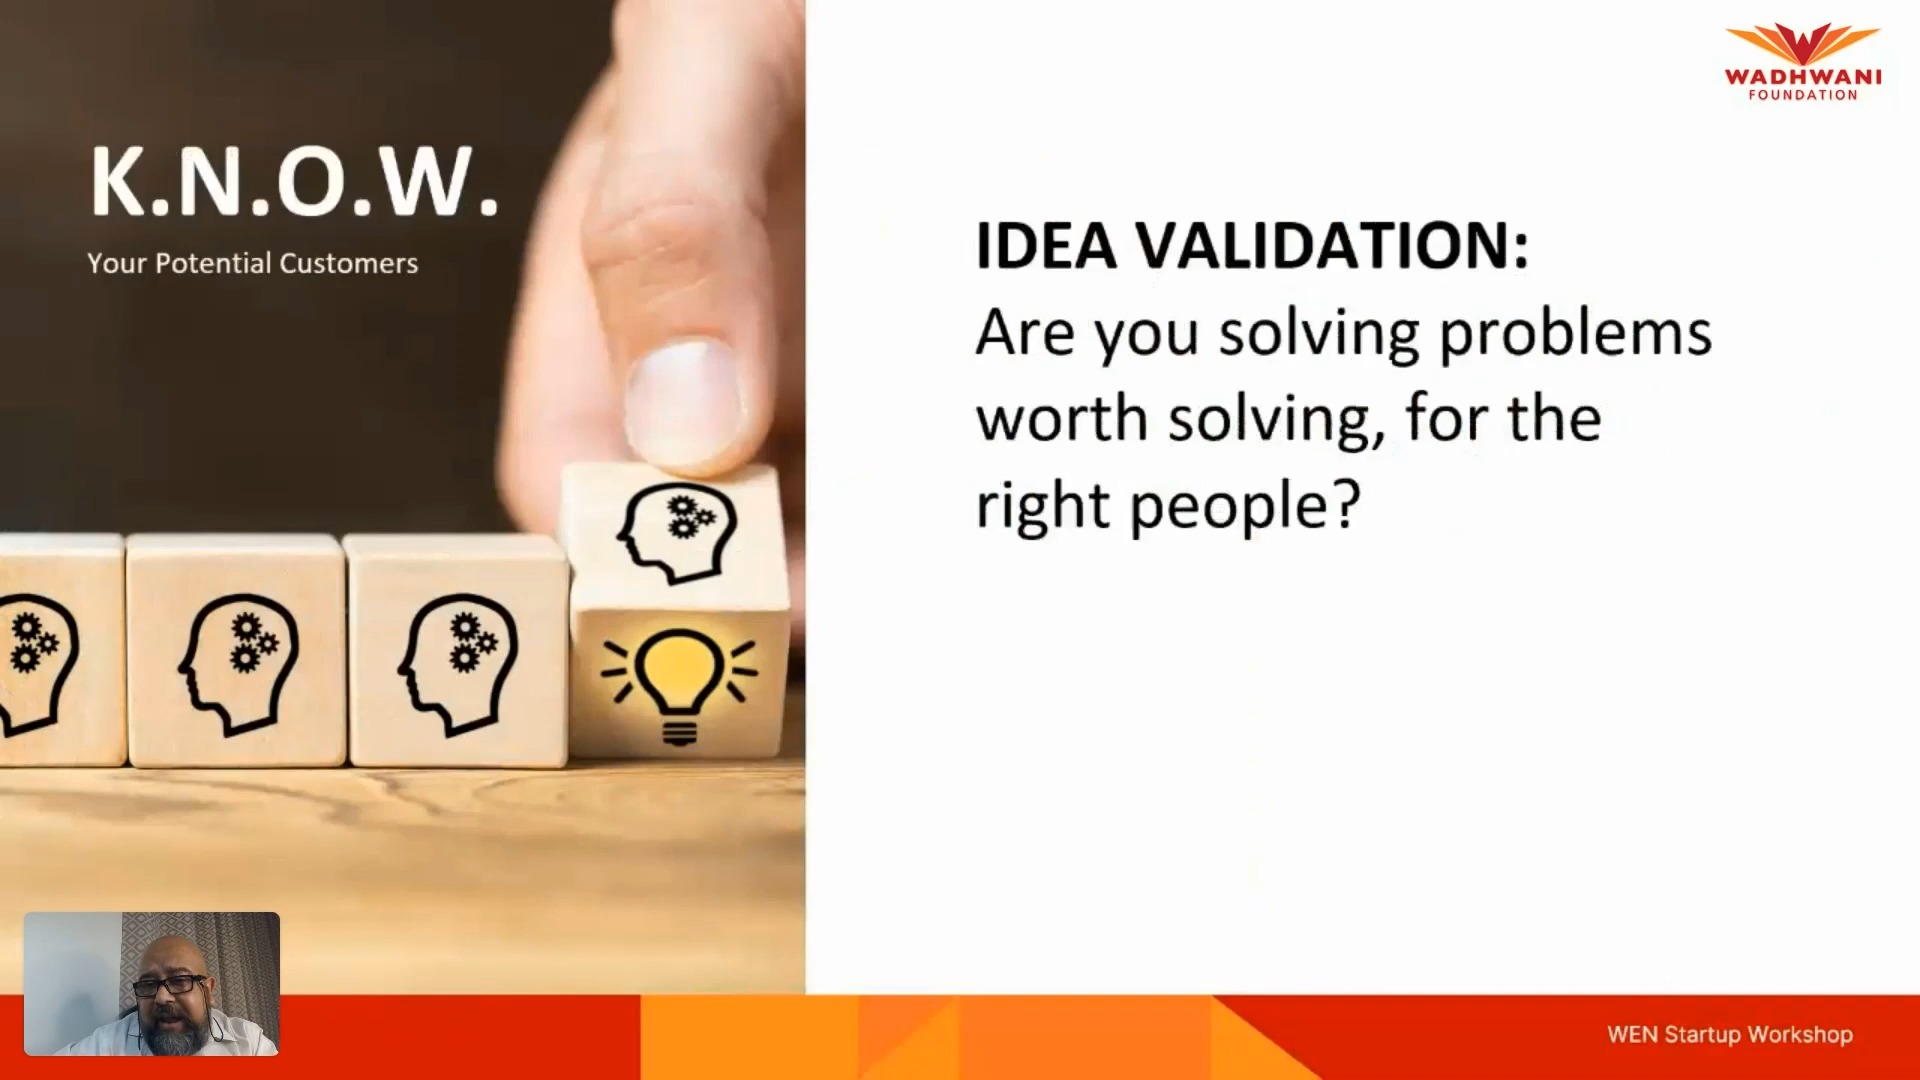 K.N.O.W.
Your Potential Customers
WADHWANI
FOUNDATION
IDEA VALIDATION:
Are you solving problems
worth solving, for the
right people?
WEN Startup Workshop